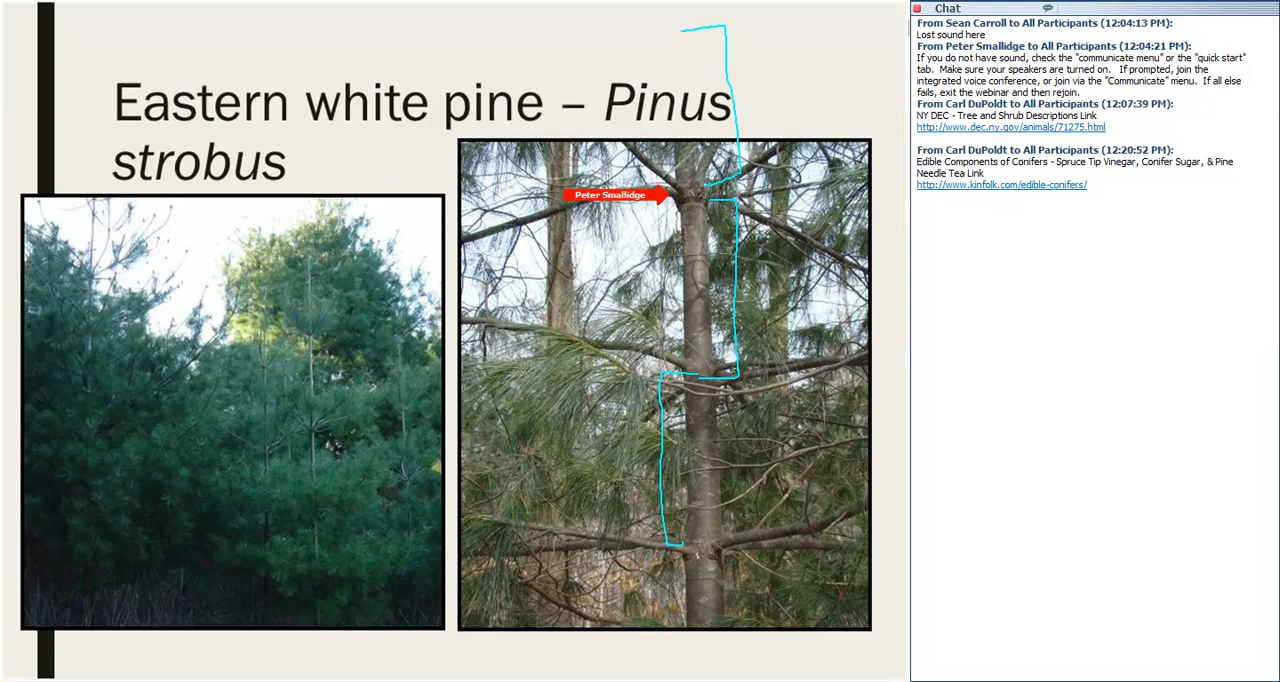 Eastern white pine – Pinus
strobus
Peter Smallidge
Chat
From Sean Carroll to All Participants (12:04:13 PM):
Lost sound here
From Peter Smallidge to All Participants (12:04:21 PM):
If you do not have sound, check the "communicate menu" or the "quick start"
tab. Make sure your speakers are turned on. If prompted, join the
integrated voice conference, or join via the "Communicate" menu. If all else
fails, exit the webinar and then rejoin.
From Carl DuPoldt to All Participants (12:07:39 PM):
NY DEC - Tree and Shrub Descriptions Link
http://www.dec.ny.gov/animals/71275.html
From Carl DuPoldt to All Participants (12:20:52 PM):
Edible Components of Conifers - Spruce Tip Vinegar, Conifer Sugar, & Pine
Needle Tea Link
http://www.kinfolk.com/edible-conifers/